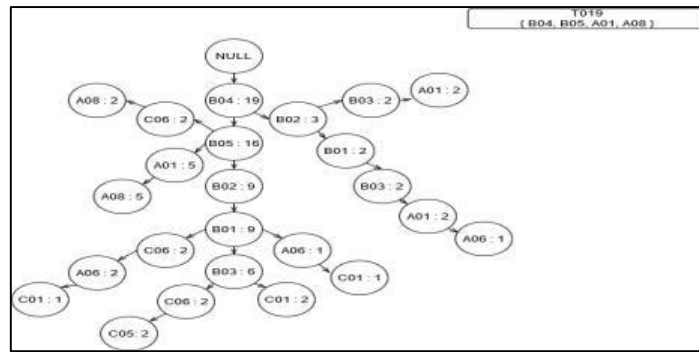 T019
{ B04, B05, A01, A08 }
NULL
A08 : 2
B04 : 19
B03 : 2
A01 : 2
C06 : 2
B02 : 3
B05 : 16
A01 : 5
B01 : 2
A08 : 5
B02 : 9
B03 : 2
A01 : 2
B01 : 9
A06 : 1
C06 : 2
A06 : 1
A06 : 2
B03 : 6
C01 : 1
C01 : 1
C06 : 2
C01 : 2
C05: 2